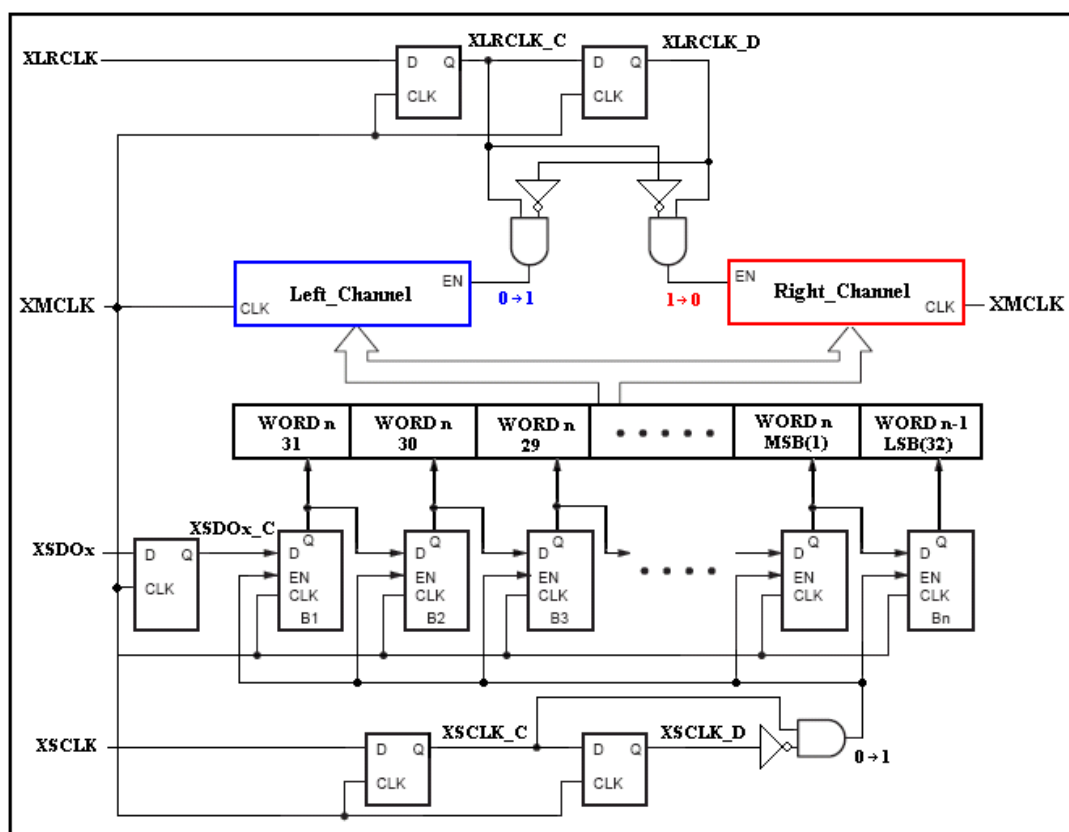 XLRCLK_C
XLRCLK_D
XLRCLK
D Q
CLK
D Q
CLK
XMCLK
Left_Channel
EN
CLK
0→1
1→0
EN
Right_Channel
CLK
XMCLK
WORD n
31
WORD n
30
WORD n
29
WORD n
MSB(1)
WORD n-1
LSB(32)
XSDOx
D Q
CLK
XSDOx_C
Q
D
EN
CLK
B1
Q
D
EN
CLK
B2
Q
D
EN
CLK
B3
Q
D
EN
CLK
Q
D
EN
CLK
Bn
XSCLK
D Q
CLK
XSCLK_C
D Q
CLK
XSCLK_D
0→1